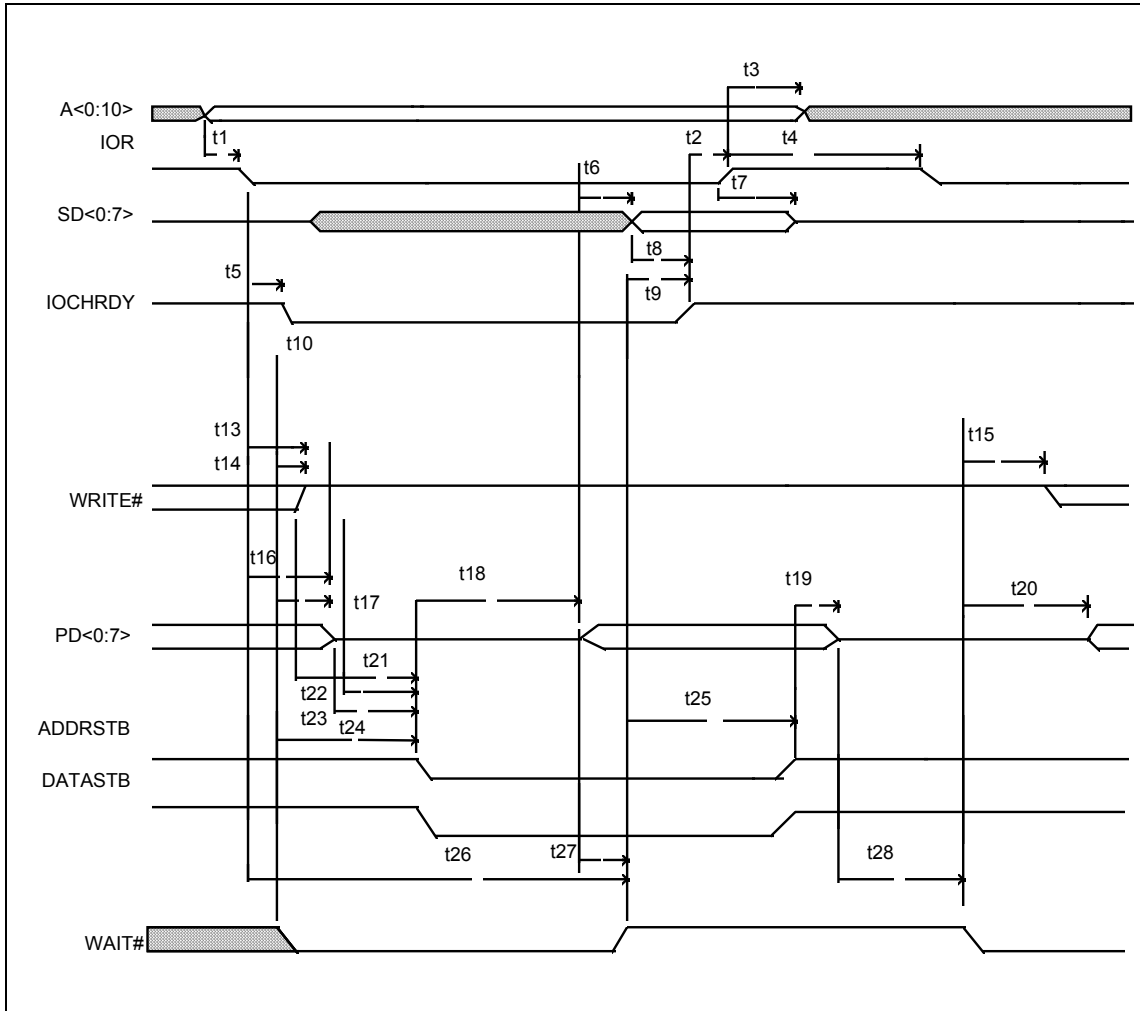 t3
A<0:10>
IOR
t1
t2
t4
t6
t7
SD<0:7>
t8
t5
t9
IOCHRDY
t10
t13
t15
t14
WRITE#
t16
t18
t19
t17
t20
PD<0:7>
t21
t22
t25
t23
t24
ADDRSTB
DATASTB
t26
t27
t28
WAIT#